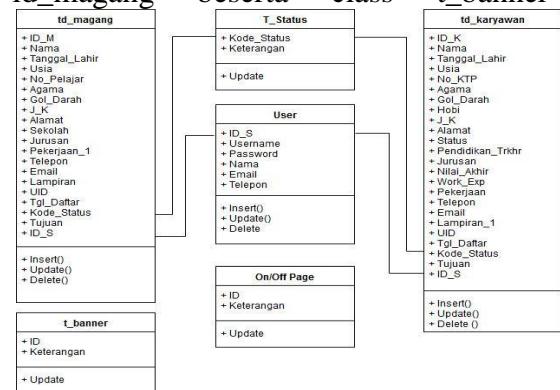 td_magang beserta class t_banner
td_magang
+ ID_M
+ Nama
+ Tanggal_Lahir
+ Usia
+ No_Pelajar
+ Agama
+ Gol_Darah
+ J_K
+ Alamat
+ Sekolah
+ Jurusan
+ Pekerjaan_1
+ Telepon
+ Email
+ Lampiran
+ UID
+ Tgl_Daftar
+ Kode_Status
+ Tujuan
+ ID_S
+ Insert()
+ Update()
+ Delete()
t_banner
+ ID
+ Keterangan
+ Update
T_Status
+ Kode_Status
+ Keterangan
+ Update
User
+ ID_S
+ Username
+ Password
+ Nama
+ Email
+ Telepon
+ Insert()
+ Update()
+ Delete
On/Off Page
+ ID
+ Keterangan
+ Update
td_karyawan
+ ID_K
+ Nama
+ Tanggal_Lahir
+ Usia
+ No_KTP
+ Agama
+ Gol_Darah
+ Hobi
+ J_K
+ Alamat
+ Status
+ Pendidikan_Trkhr
+ Jurusan
+ Nilai_Akhir
+ Work_Exp
+ Pekerjaan
+ Telepon
+ Email
+ Lampiran_1
+ UID
+ Tgl_Daftar
+ Kode_Status
+ Tujuan
+ ID_S
+ Insert()
+ Update()
+ Delete ()